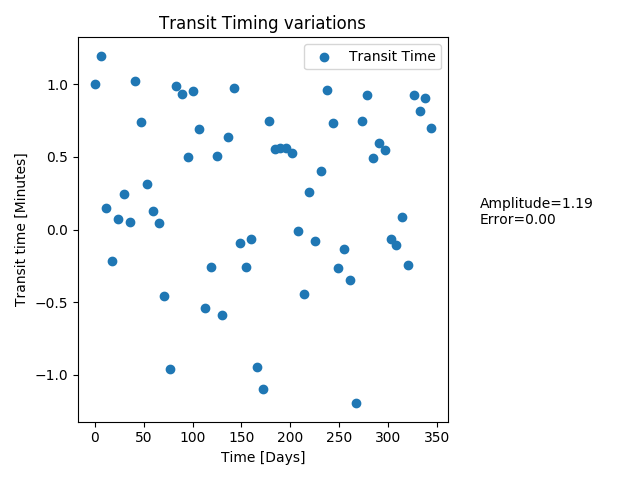 Transit Timing variations
Transit Time
1.0
0.5
0.0
−0.5
−1.0
Transit time [Minutes]
0 50 100 150 200 250 300 350
Time [Days]
Amplitude=1.19
Error=0.00